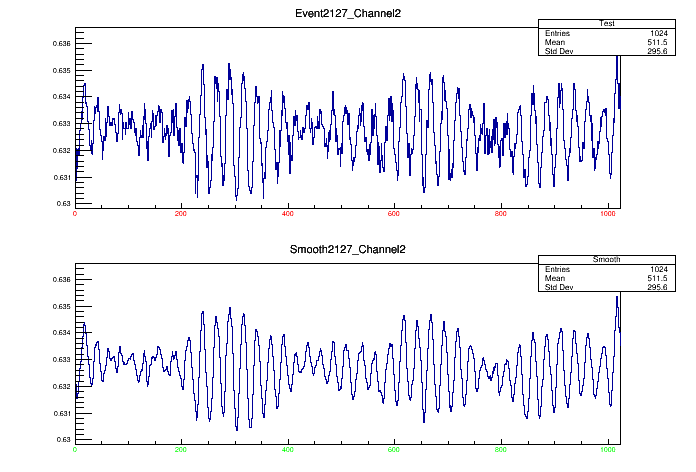 Event2127_Channel2
Test
Entries 1024
Mean 511.5
Std Dev 295.6
0.636
0.635
0.634
0.633
0.632
0.631
0.63
0 200 400 600 800 1000
Smooth2127_Channel2
Smooth
Entries 1024
Mean 511.5
Std Dev 295.6
0.636
0.635
0.634
0.633
0.632
0.631
0.63
0 200 400 600 800 1000